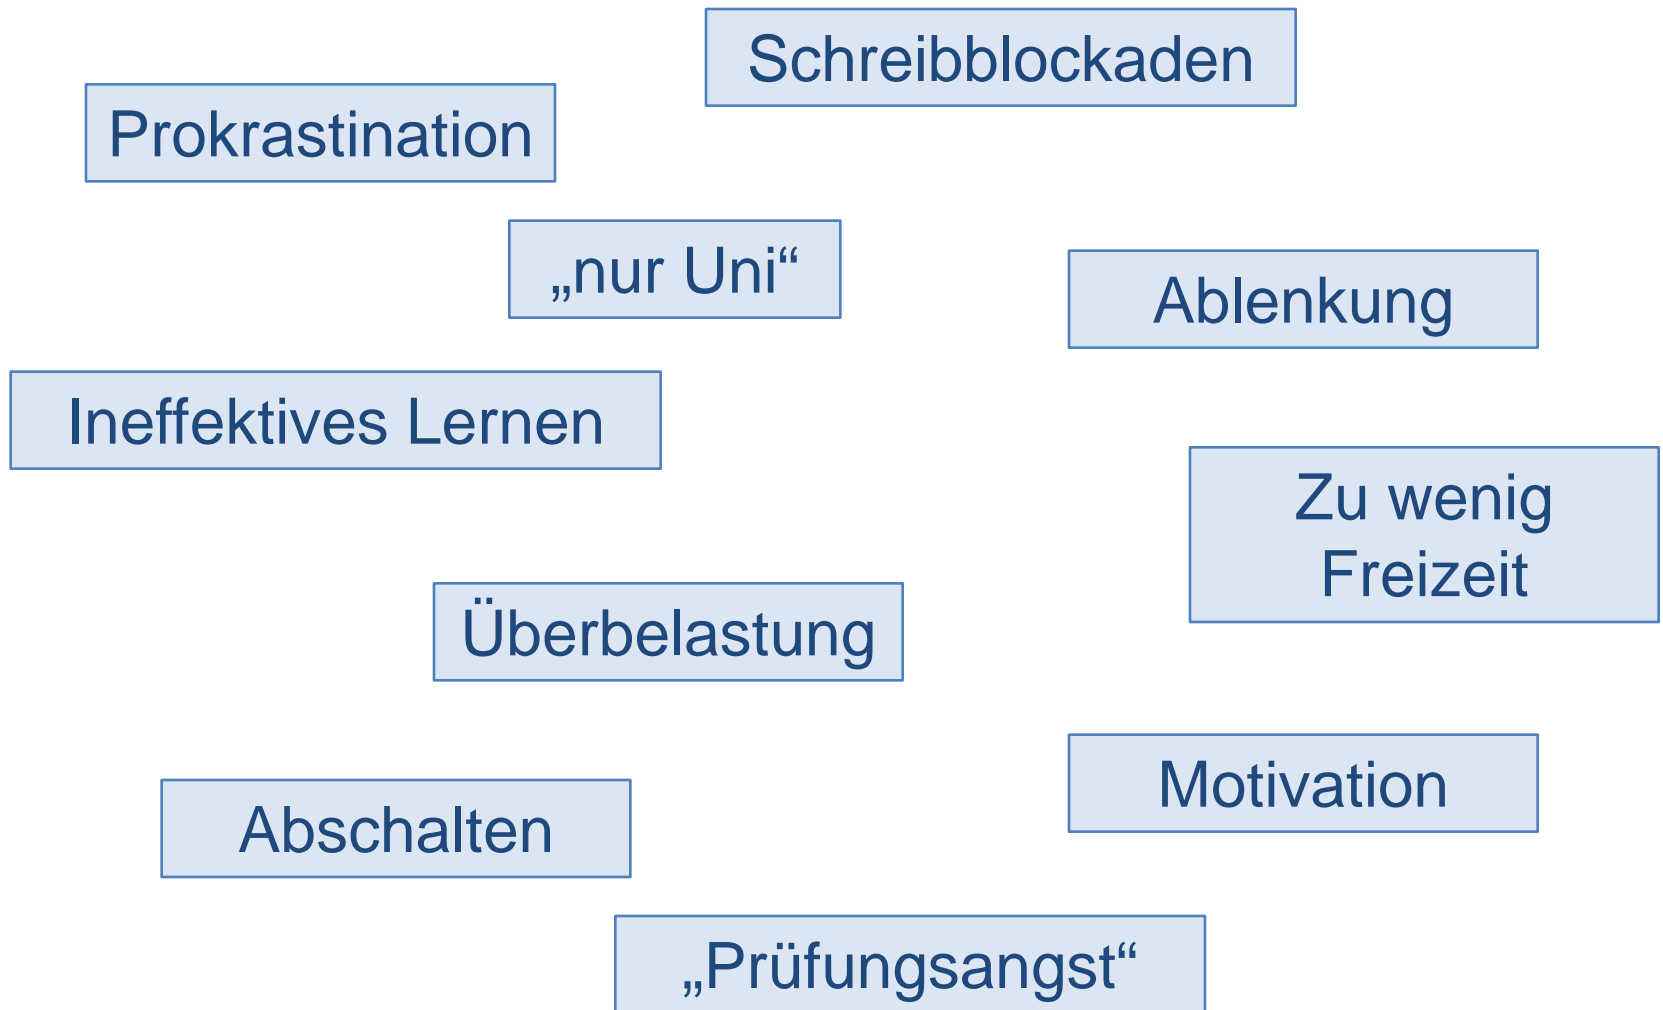 Schreibblockaden
Prokrastination
„nur Uni“
Ablenkung
Ineffektives Lernen
Zu wenig
Freizeit
Überbelastung
Motivation
Abschalten
„Prüfungsangst“